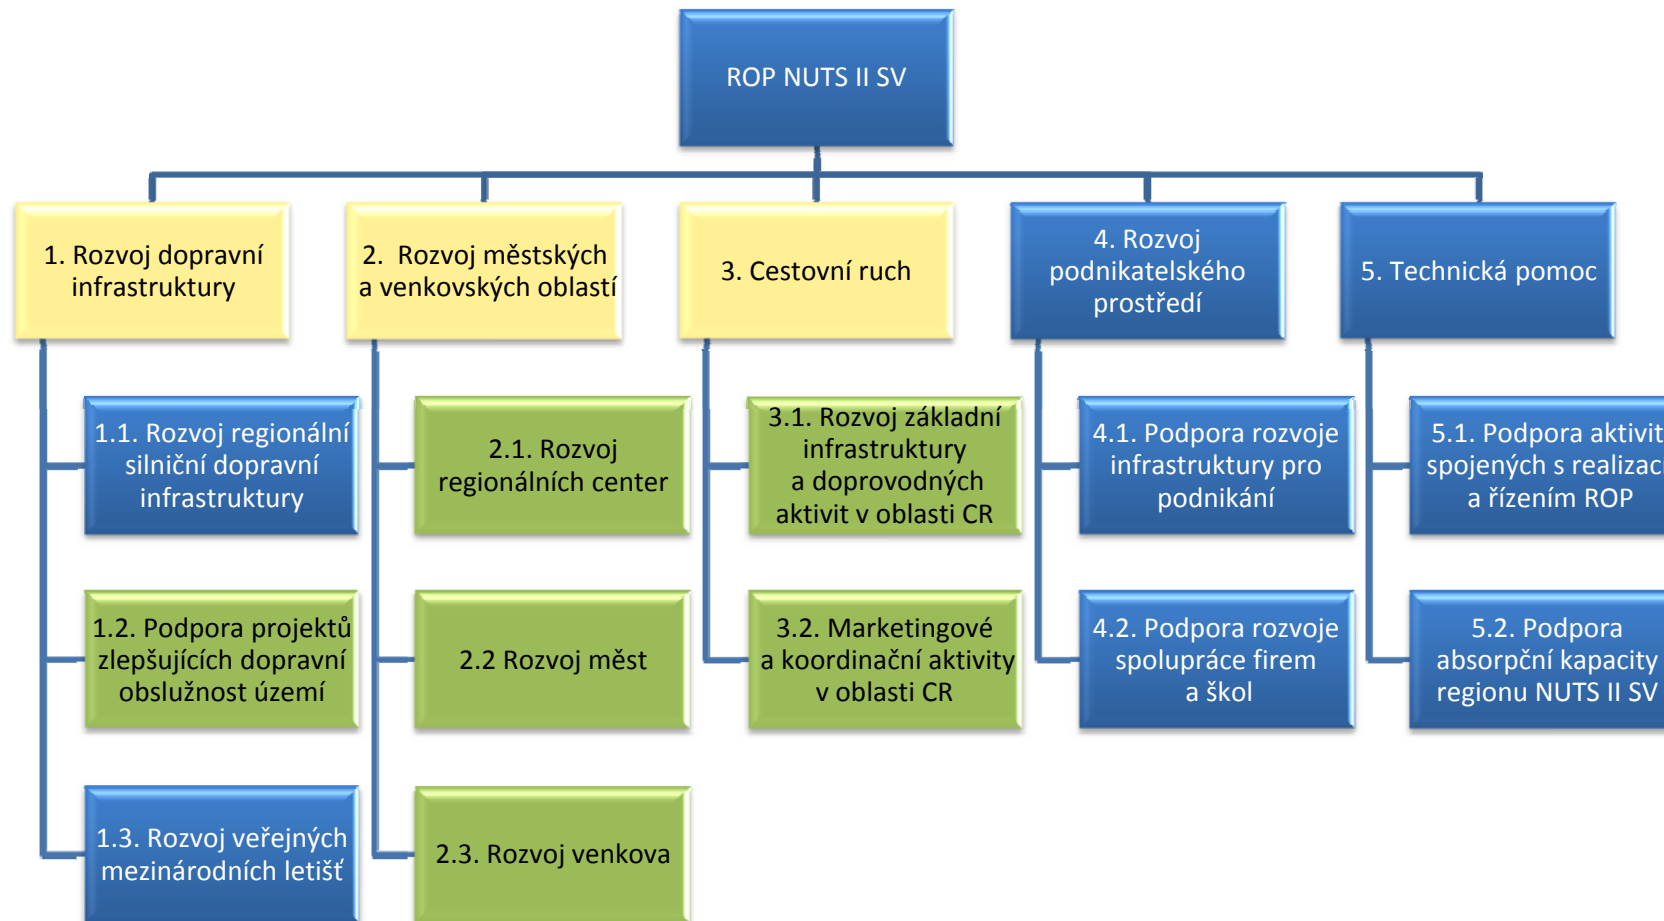 ROP NUTS II SV
1. Rozvoj dopravní
infrastruktury
2.  Rozvoj městských
a venkovských oblastí
3. Cestovní ruch
4. Rozvoj
podnikatelského
prostředí
5. Technická pomoc
1.1. Rozvoj regionální
silniční dopravní
infrastruktury
2.1. Rozvoj
regionálních center
3.1. Rozvoj základní
infrastruktury
a doprovodných
aktivit v oblasti CR
4.1. Podpora rozvoje
infrastruktury pro
podnikání
5.1. Podpora aktivit
spojených s realizací
a řízením ROP
1.2. Podpora projektů
zlepšujících dopravní
obslužnost území
2.2 Rozvoj měst
3.2. Marketingové
a koordinační aktivity
v oblasti CR
4.2. Podpora rozvoje
spolupráce firem
a škol
5.2. Podpora
absorpční kapacity
regionu NUTS II SV
1.3. Rozvoj veřejných
mezinárodních letišť
2.3. Rozvoj venkova